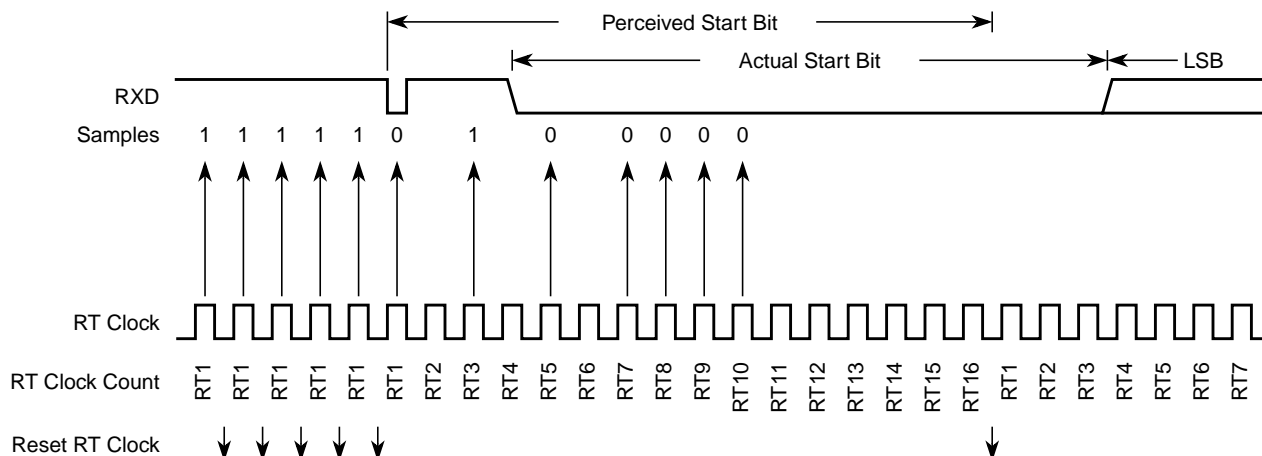 Perceived Start Bit
Actual Start Bit
LSB
RXD
Samples 1 1 1 1 1 0 1 0 0 0 0 0
RT Clock
RT Clock Count RT1 RT1 RT1 RT1 RT1 RT1 RT2 RT3 RT4 RT5 RT6 RT7 RT8 RT9 RT10 RT11 RT12 RT13 RT14 RT15 RT16 RT1 RT2 RT3 RT4 RT5 RT6 RT7
Reset RT Clock